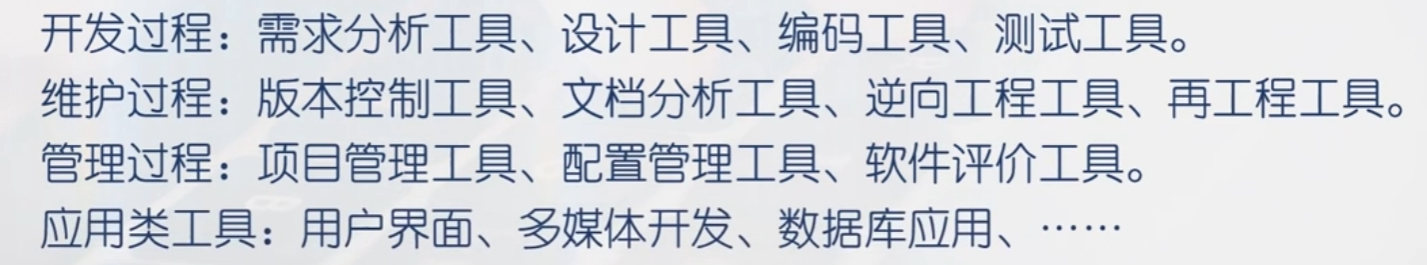 开发过程：需求分析工具、设计工具、编码工具、测试工具。
维护过程：版本控制工具、文档分析工具、逆向工程工具、再工程工具。
管理过程：项目管理工具、配置管理工具、软件评价工具。
应用类工具：用户界面、多媒体开发、数据库应用、……